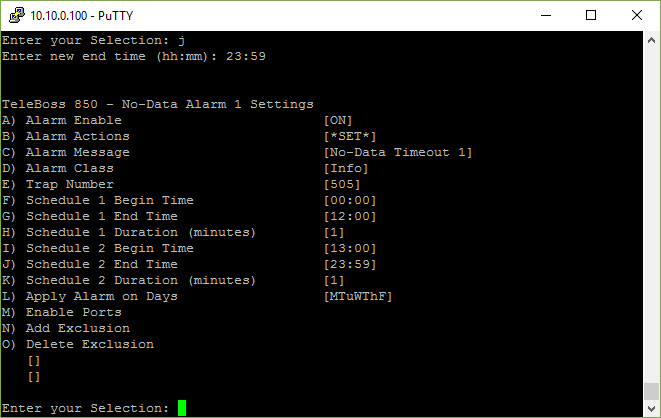 10.10.0.100 - PuTTY
Enter your Selection: j
Enter new end time (hh:mm): 23:59
TeleBoss 850 - No-Data Alarm 1 Settings
A) Alarm Enable [ON]
B) Alarm Actions [*SET*]
C) Alarm Message [No-Data Timeout 1]
D) Alarm Class [Info]
E) Trap Number [505]
F) Schedule 1 Begin Time [00:00]
G) Schedule 1 End Time [12:00]
H) Schedule 1 Duration (minutes) [1]
I) Schedule 2 Begin Time [13:00]
J) Schedule 2 End Time [23:59]
K) Schedule 2 Duration (minutes) [1]
L) Apply Alarm on Days [MTuWThF]
M) Enable Ports
N) Add Exclusion
O) Delete Exclusion
[]
[]
Enter your Selection: